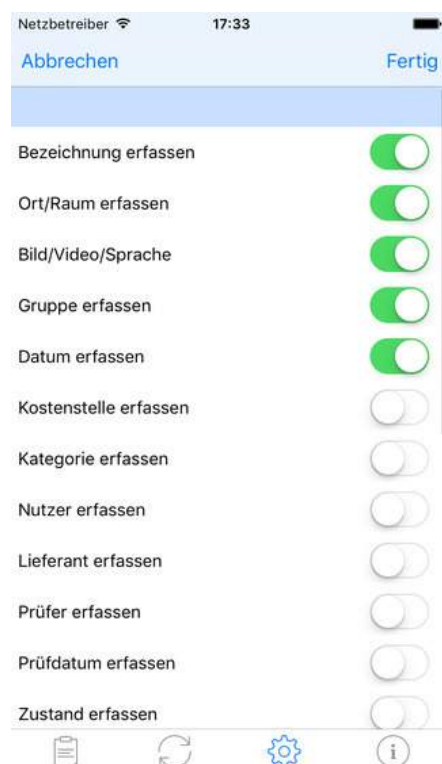 Netzbetreiber 17:33
Abbrechen Fertig
Bezeichnung erfassen
Ort/Raum erfassen
Bild/Video/Sprache
Gruppe erfassen
Datum erfassen
Kostenstelle erfassen
Kategorie erfassen
Nutzer erfassen
Lieferant erfassen
Prüfer erfassen
Prüfdatum erfassen
Zustand erfassen
i